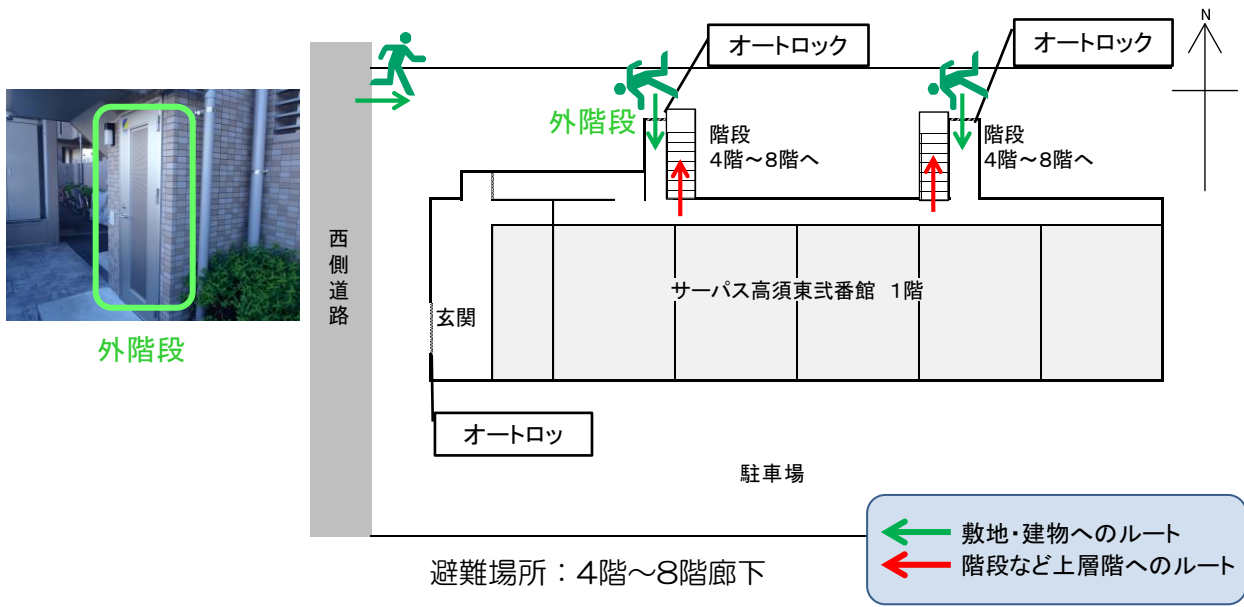 オートロック
オートロック
N
外階段
階段
4階～8階へ
階段
4階～8階へ
西側道路
サーパス高須東弐番館 1階
玄関
外階段
オートロッ
駐車場
敷地・建物へのルート
階段など上層階へのルート
避難場所：4階～8階廊下